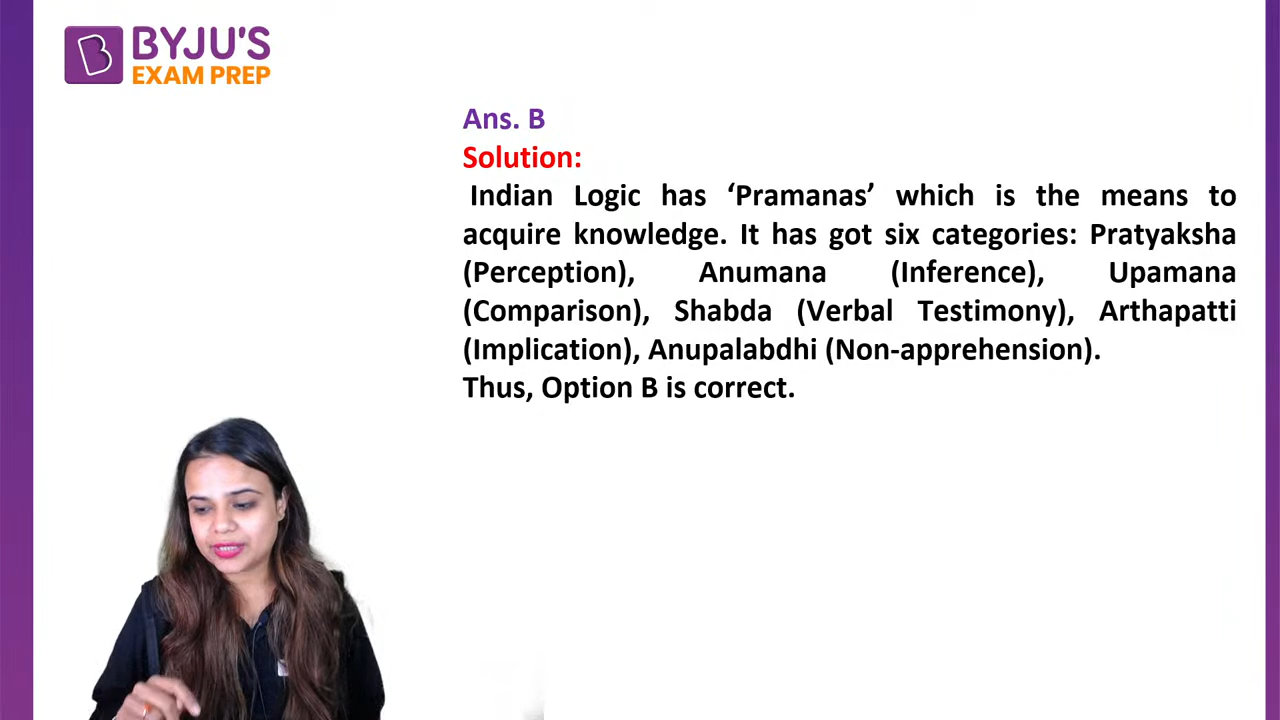 BYJU'S
EXAM PREP
Ans. B
Solution:
Indian Logic has ‘Pramanas’ which is the means to
acquire knowledge. It has got six categories: Pratyaksha
(Perception), Anumana (Inference), Upamana
(Comparison), Shabda (Verbal Testimony), Arthapatti
(Implication), Anupalabdhi (Non-apprehension).
Thus, Option B is correct.